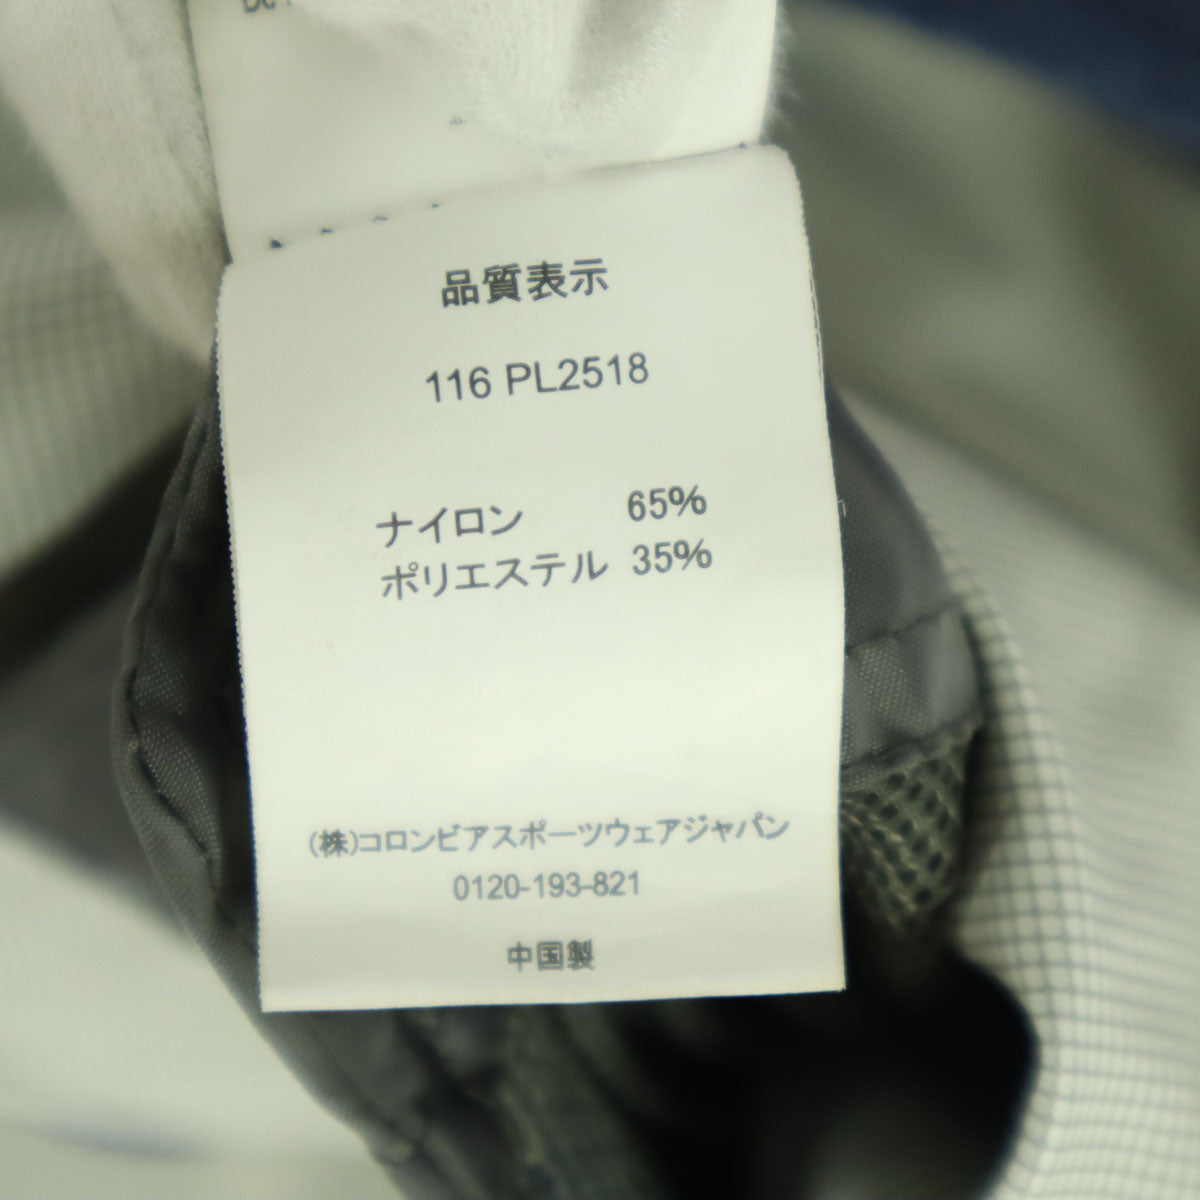 品質表示
116 PL2518
ナイロン 65%
ポリエステル 35%
(株)コロンビアスポーツウェアジャパン
0120-193-821
中国製